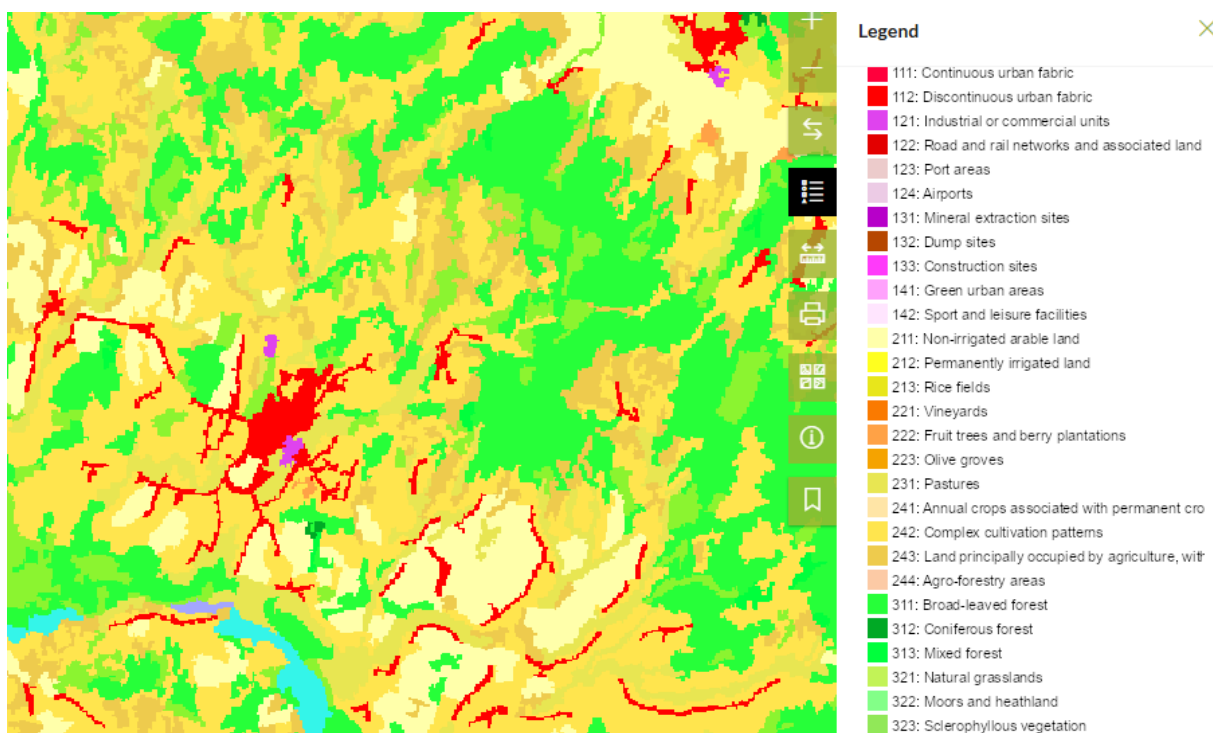 Legend
111: Continuous urban fabric
112: Discontinuous urban fabric
121: Industrial or commercial units
122: Road and rail networks and associated land
123: Port areas
124: Airports
131: Mineral extraction sites
132: Dump sites
133: Construction sites
141: Green urban areas
142: Sport and leisure facilities
211: Non-irrigated arable land
212: Permanently irrigated land
213: Rice fields
221: Vineyards
222: Fruit trees and berry plantations
223: Olive groves
231: Pastures
241: Annual crops associated with permanent cro
242: Complex cultivation patterns
243: Land principally occupied by agriculture, with
244: Agro-forestry areas
311: Broad-leaved forest
312: Coniferous forest
313: Mixed forest
321: Natural grasslands
322: Moors and heathland
323: Sclerophyllous vegetation